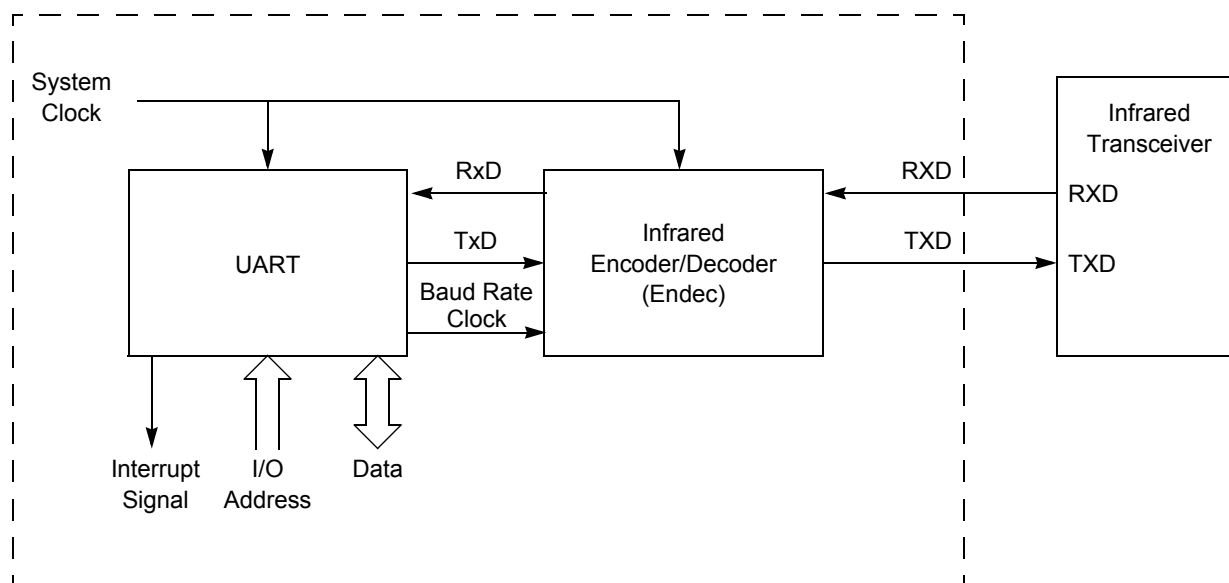 System
Clock
Infrared
Transceiver
RxD
RXD
RXD
TxD
TXD
TXD
UART
Infrared
Encoder/Decoder
(Endec)
Baud Rate
Clock
Interrupt
Signal
I/O
Address
Data